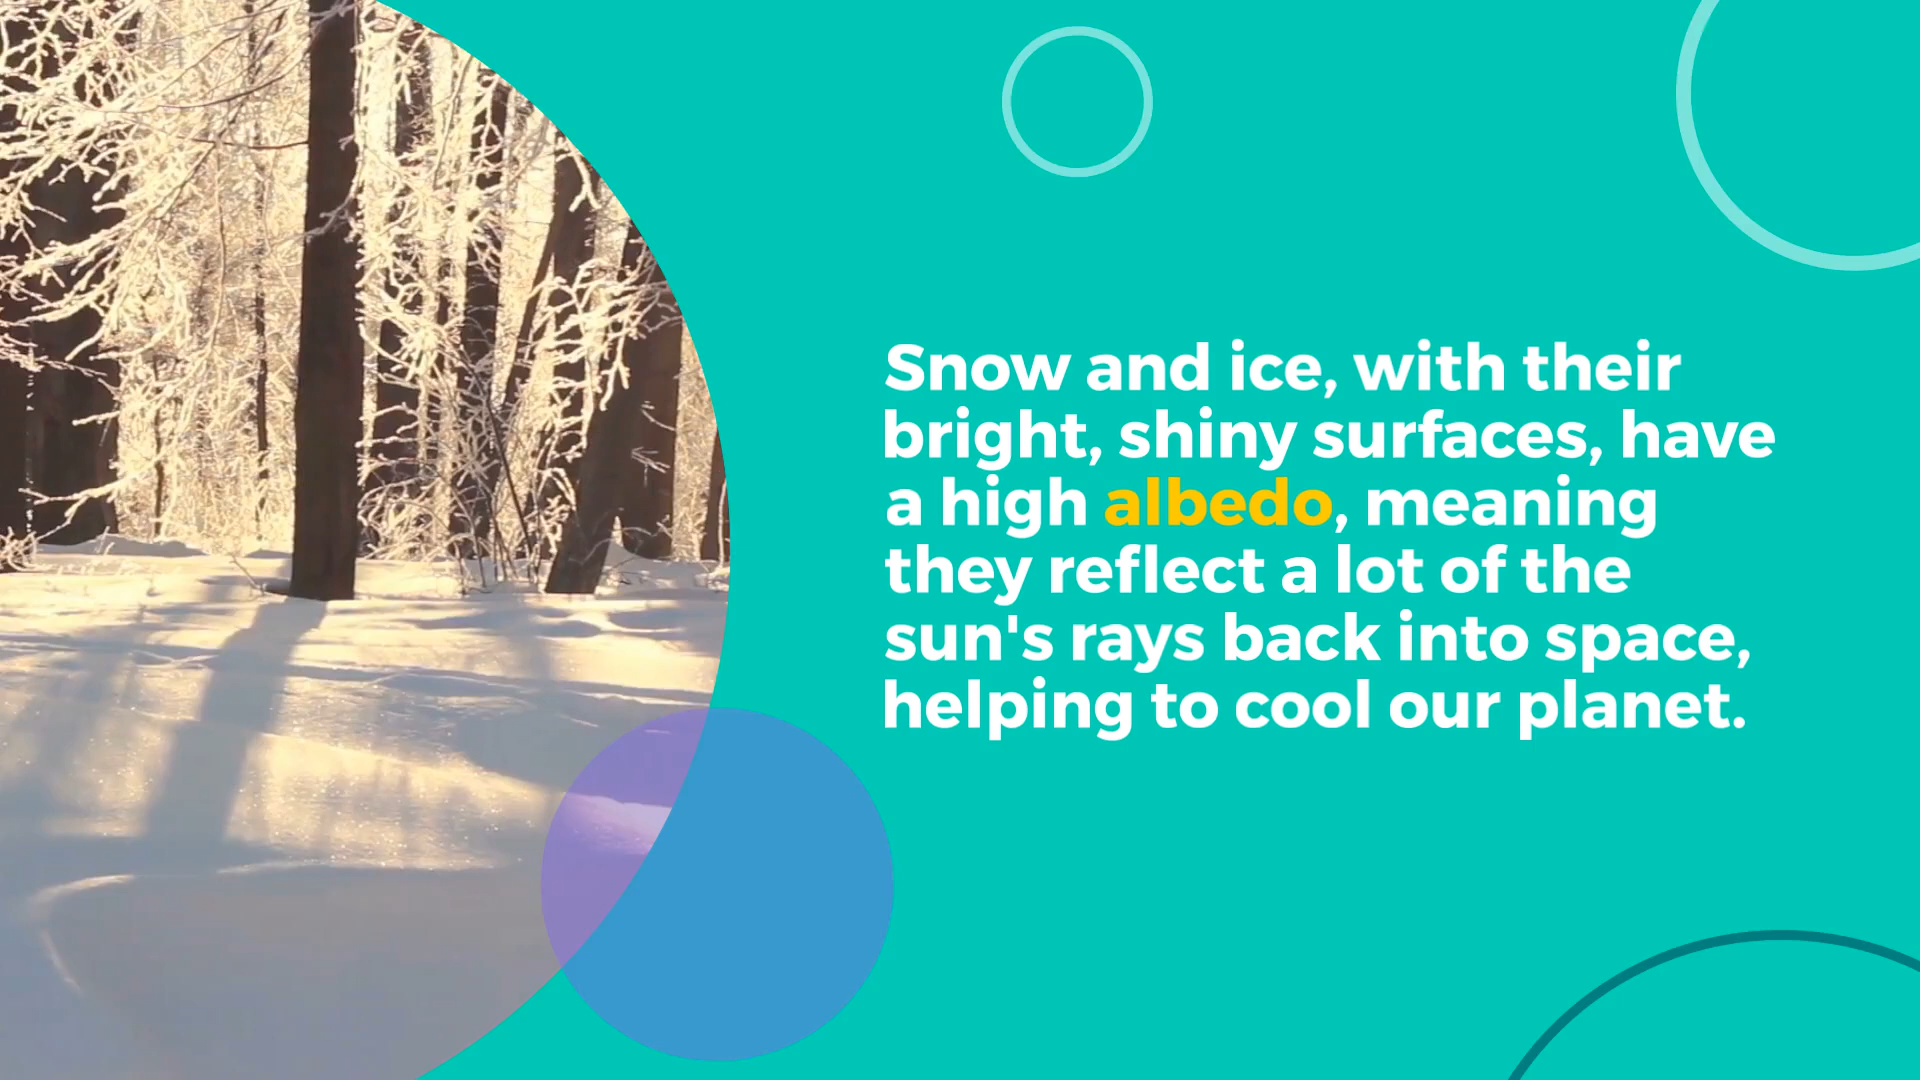 Snow and ice, with their
bright, shiny surfaces, have
a high albedo, meaning
they reflect a lot of the
sun's rays back into space,
helping to cool our planet.